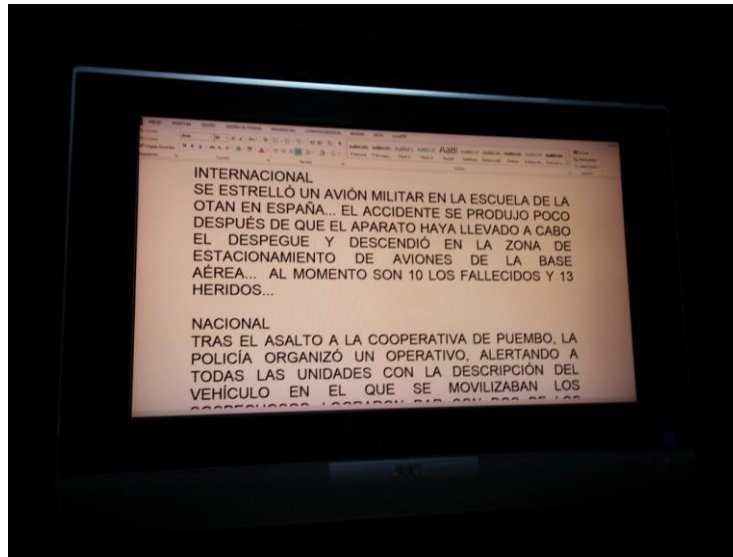 INTERNACIONAL
SE ESTRELLÓ UN AVIÓN MILITAR EN LA ESCUELA DE LA
OTAN EN ESPAÑA... EL ACCIDENTE SE PRODUJO POCO
DESPUÉS DE QUE EL APARATO HAYA LLEVADO A CABO
EL DESPEGUE Y DESCENDIÓ EN LA ZONA DE
ESTACIONAMIENTO DE AVIONES DE LA BASE
AÉREA... AL MOMENTO SON 10 LOS FALLECIDOS Y 13
HERIDOS...
NACIONAL
TRAS EL ASALTO A LA COOPERATIVA DE PUEMBO, LA
POLICÍA ORGANIZÓ UN OPERATIVO, ALERTANDO A
TODAS LAS UNIDADES CON LA DESCRIPCIÓN DEL
VEHÍCULO EN EL QUE SE MOVILIZABAN LOS